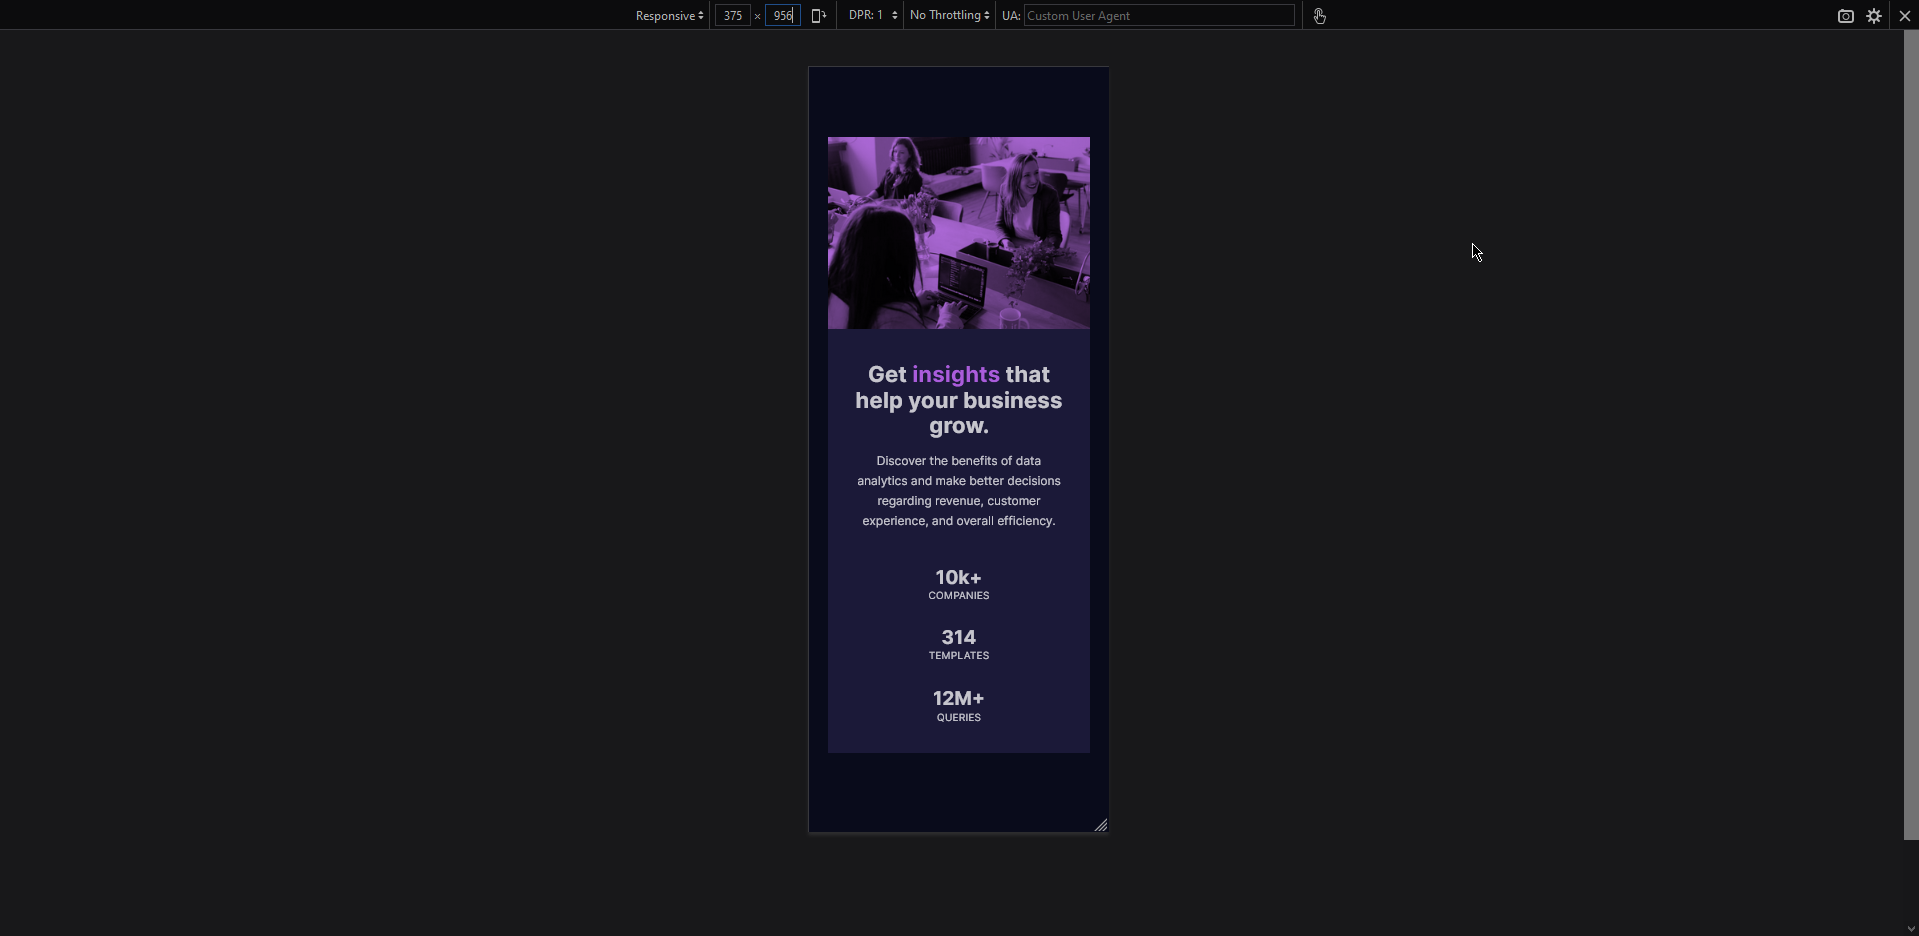 Responsive 375 × 956 DPR: 1 No Throttling UA: Custom User Agent
Get insights that
help your business
grow.
Discover the benefits of data
analytics and make better decisions
regarding revenue, customer
experience, and overall efficiency.
10k+
COMPANIES
314
TEMPLATES
12M+
QUERIES